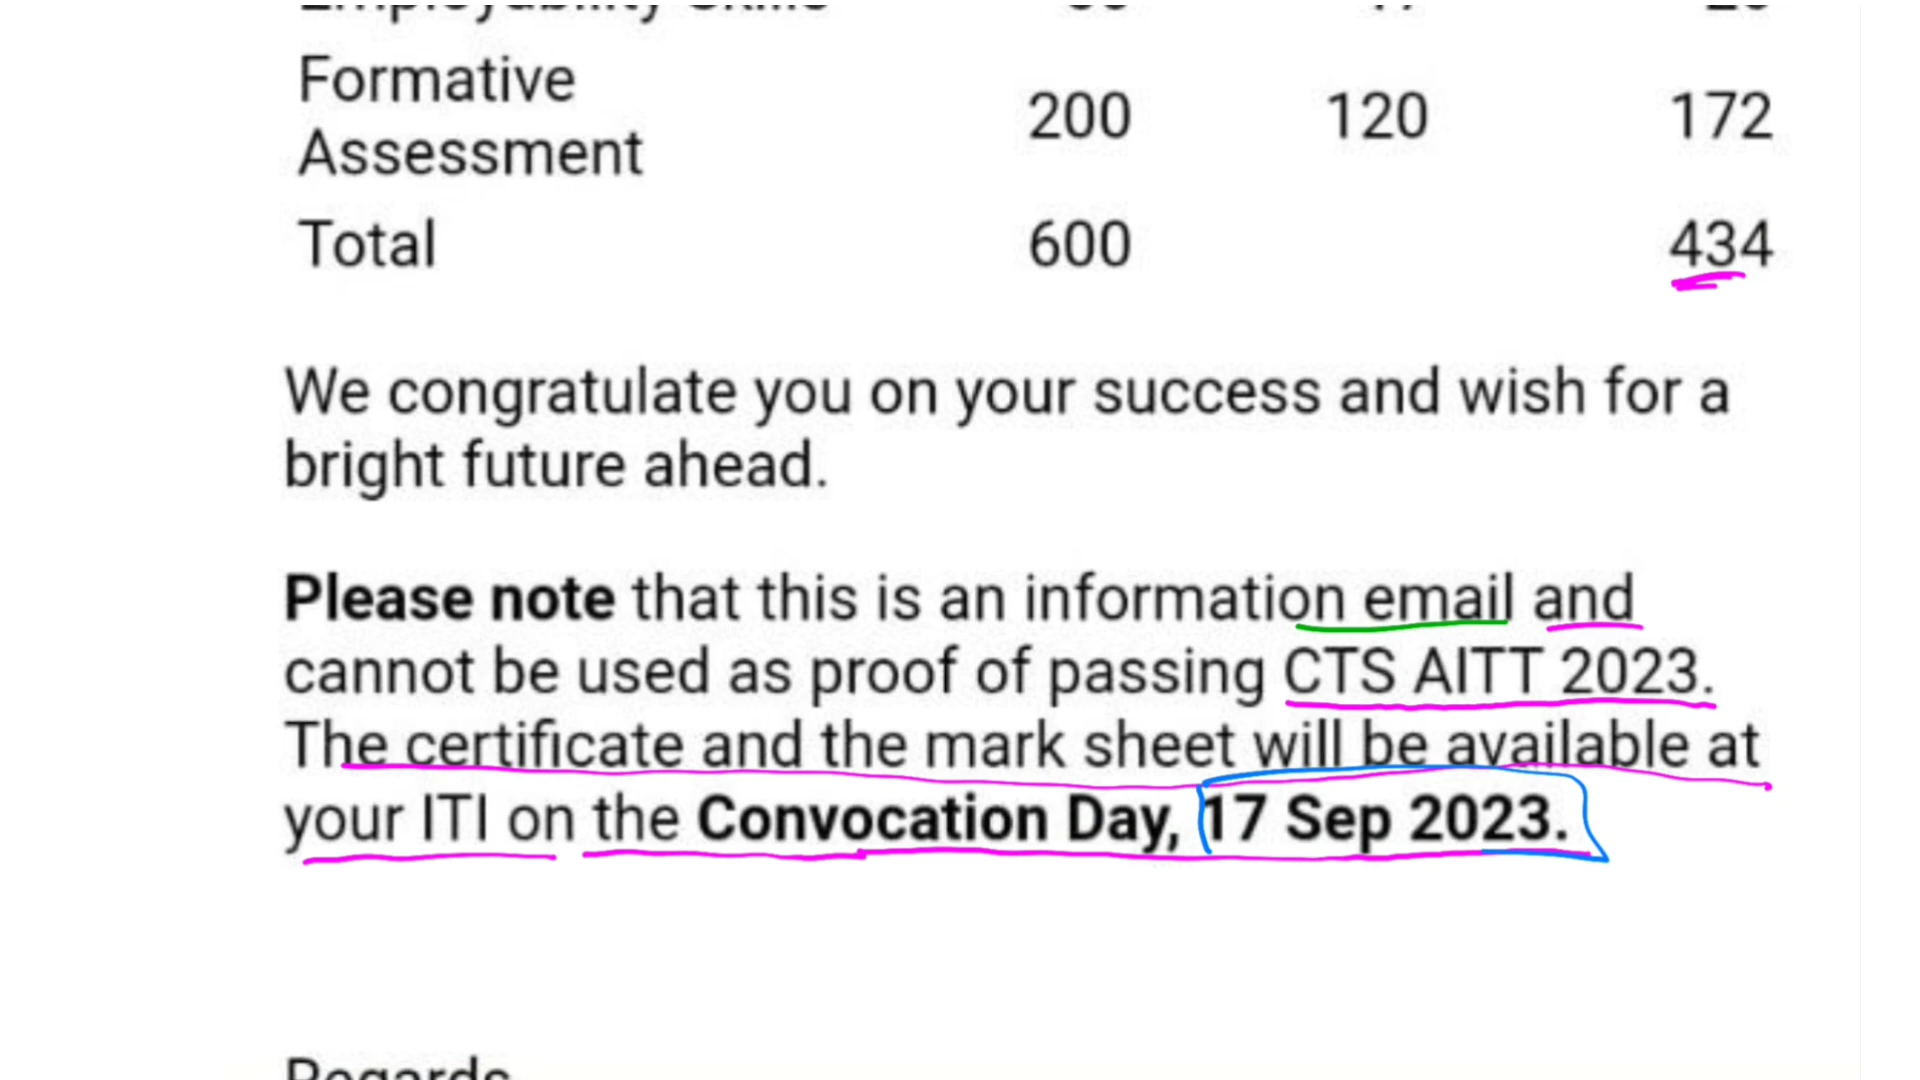 Employability Skills
Formative
Assessment 200 120 172
Total 600 434
We congratulate you on your success and wish for a
bright future ahead.
Please note that this is an information email and
cannot be used as proof of passing CTS AITT 2023.
The certificate and the mark sheet will be available at
your ITI on the Convocation Day, 17 Sep 2023.
Regards